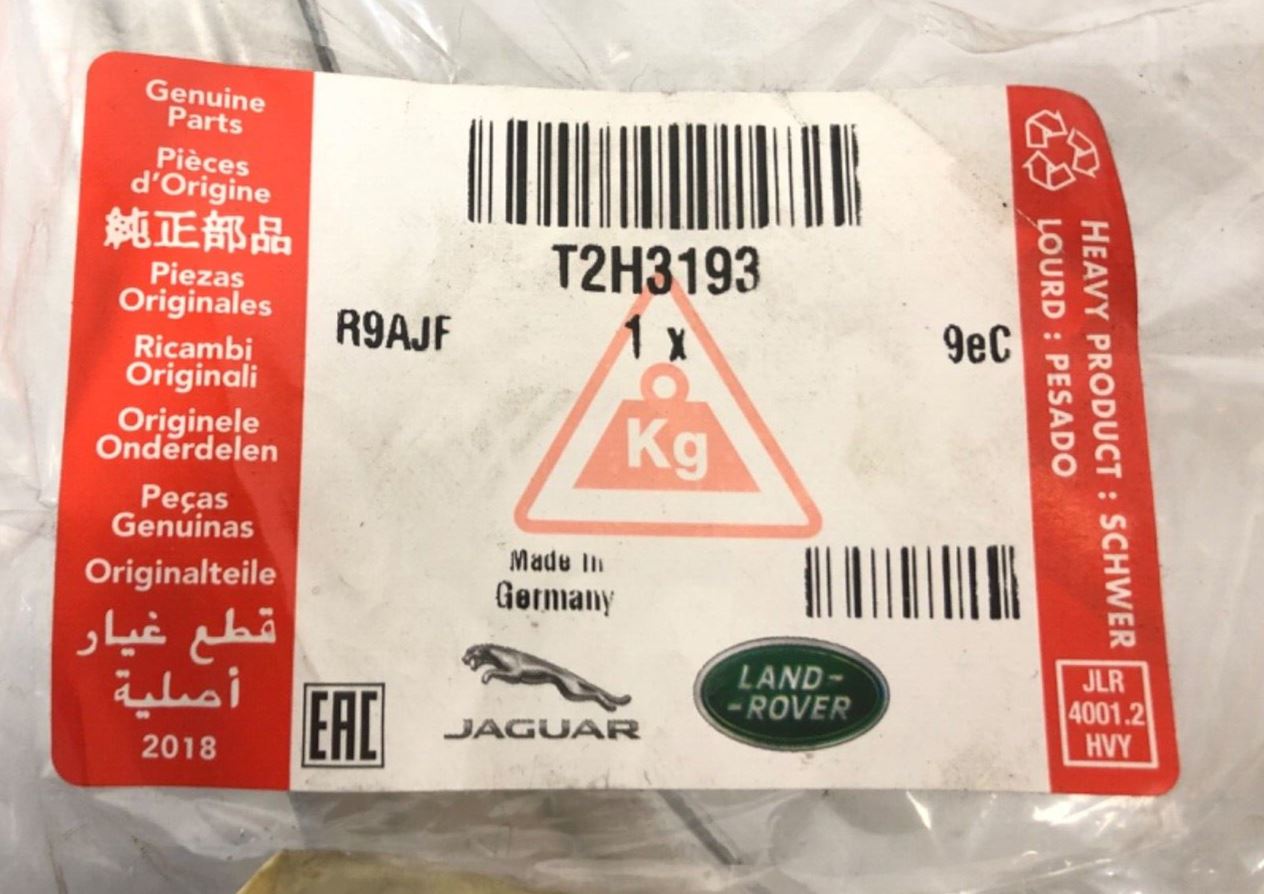 Genuine
Parts
Pièces
d'Origine
純正部品
Piezas
Originales
Ricambi
Originali
Originele
Onderdelen
Peças
Genuinas
Originalteile
قطع غيار
أصلية
2018
T2H3193
R9AJF
1 x
9eC
Kg
Made In
Germany
EAC
JAGUAR
LAND-
-ROVER
HEAVY PRODUCT : SCHWER
LOURD : PESADO
JLR
4001.2
HVY